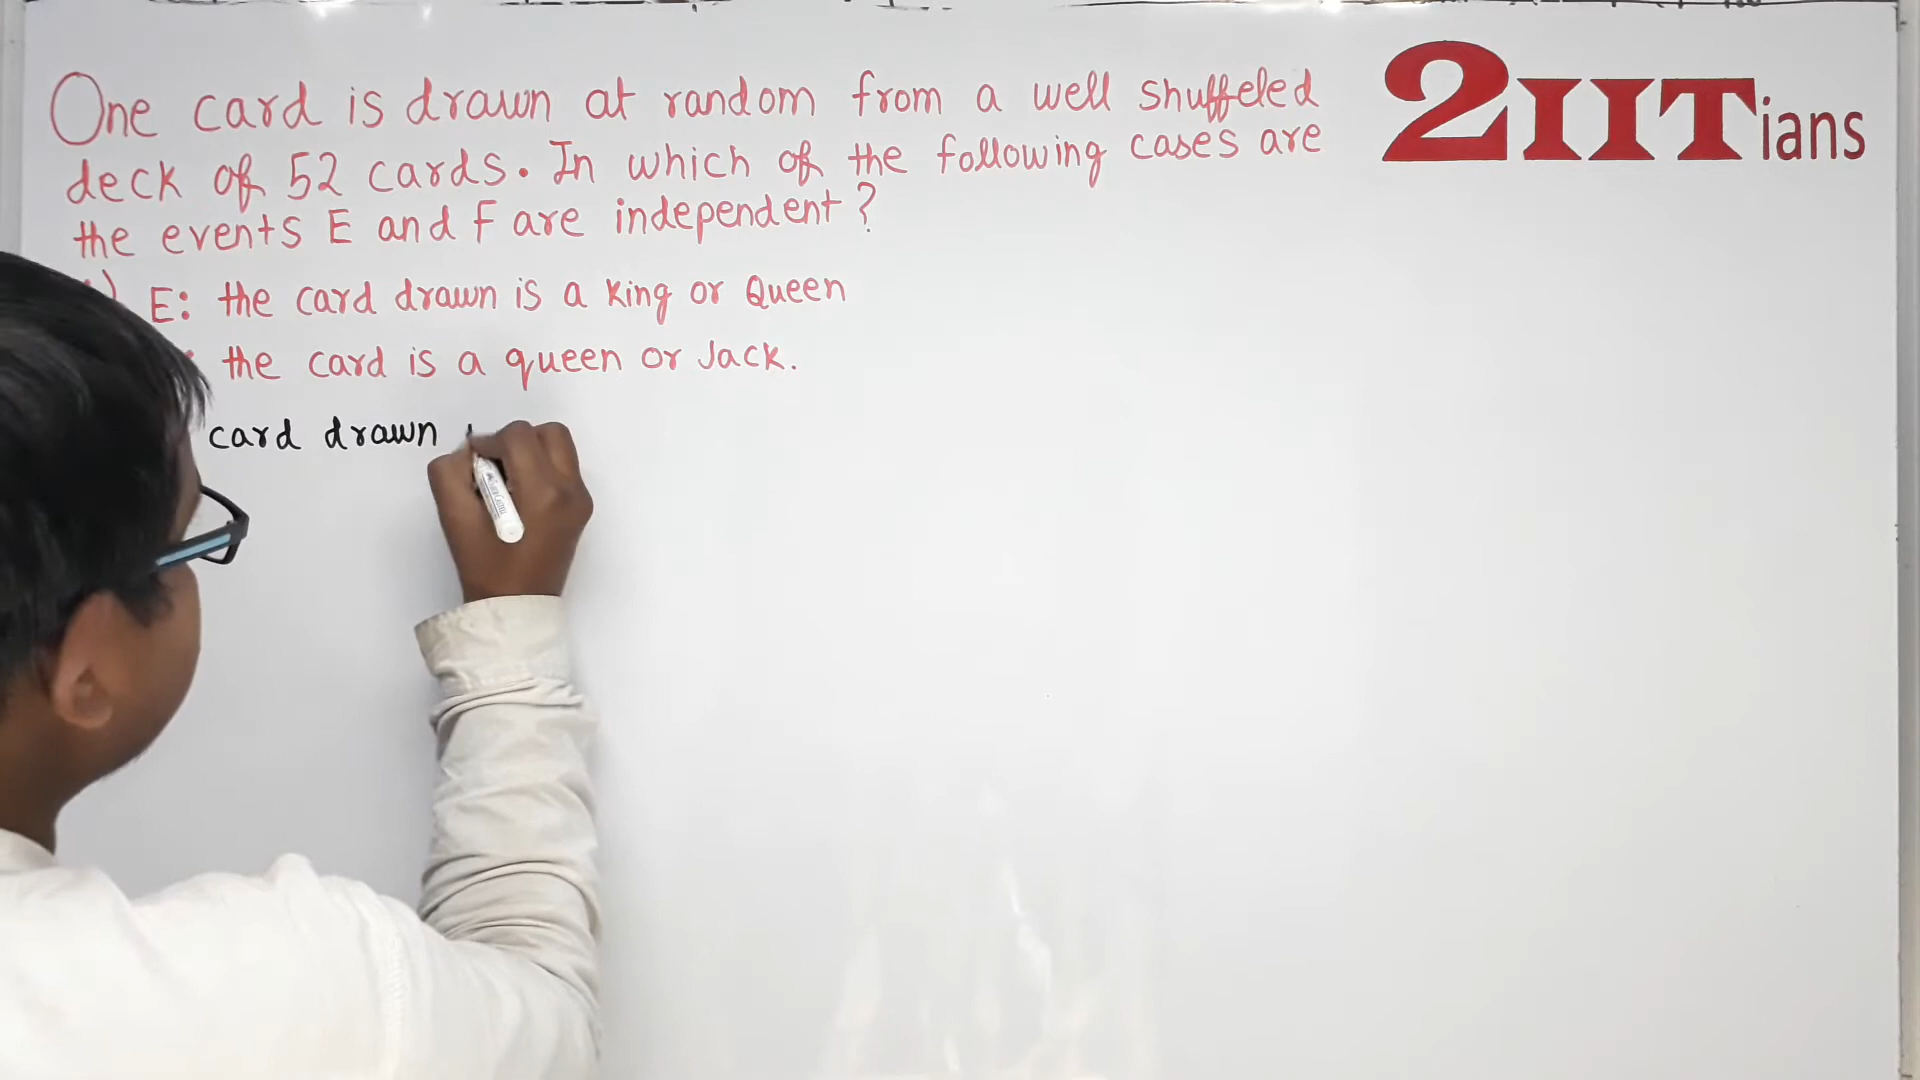 One card is drawn at random from a well shuffeled
deck of 52 cards. In which of the following cases are
the events E and F are independent?
E: the card drawn is a King or Queen
the card is a queen or Jack.
card drawn
2IITians